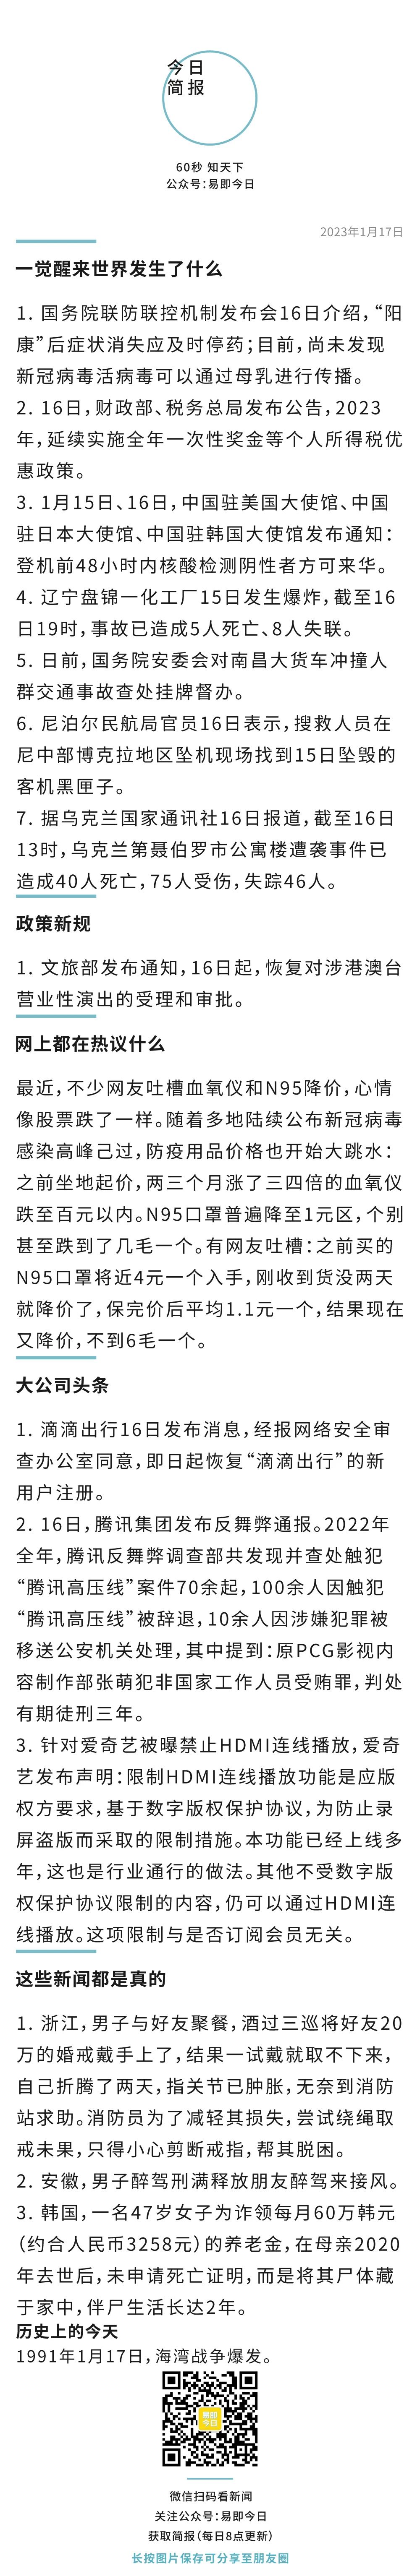 今日
简报
60秒 知天下
公众号:易即今日
2023年1月17日
一觉醒来世界发生了什么
1. 国务院联防联控机制发布会16日介绍,“阳
康”后症状消失应及时停药;目前,尚未发现
新冠病毒活病毒可以通过母乳进行传播。
2. 16日,财政部、税务总局发布公告,2023
年,延续实施全年一次性奖金等个人所得税优
惠政策。
3. 1月15日、16日,中国驻美国大使馆、中国
驻日本大使馆、中国驻韩国大使馆发布通知:
登机前48小时内核酸检测阴性者方可来华。
4. 辽宁盘锦一化工厂15日发生爆炸,截至16
日19时,事故已造成5人死亡、8人失联。
5. 日前,国务院安委会对南昌大货车冲撞人
群交通事故查处挂牌督办。
6. 尼泊尔民航局官员16日表示,搜救人员在
尼中部博克拉地区坠机现场找到15日坠毁的
客机黑匣子。
7. 据乌克兰国家通讯社16日报道,截至16日
13时,乌克兰第聂伯罗市公寓楼遭袭事件已
造成40人死亡,75人受伤,失踪46人。
政策新规
1. 文旅部发布通知,16日起,恢复对涉港澳台
营业性演出的受理和审批。
网上都在热议什么
最近,不少网友吐槽血氧仪和N95降价,心情
像股票跌了一样。随着多地陆续公布新冠病毒
感染高峰已过,防疫用品价格也开始大跳水:
之前坐地起价,两三个月涨了三四倍的血氧仪
跌至百元以内。N95口罩普遍降至1元区,个别
甚至跌到了几毛一个。有网友吐槽:之前买的
N95口罩将近4元一个入手,刚收到货没两天
就降价了,保完价后平均1.1元一个,结果现在
又降价,不到6毛一个。
大公司头条
1. 滴滴出行16日发布消息,经报网络安全审
查办公室同意,即日起恢复“滴滴出行”的新
用户注册。
2. 16日,腾讯集团发布反舞弊通报。2022年
全年,腾讯反舞弊调查部共发现并查处触犯
“腾讯高压线”案件70余起,100余人因触犯
“腾讯高压线”被辞退,10余人因涉嫌犯罪被
移送公安机关处理,其中提到:原PCG影视内
容制作部张萌犯非国家工作人员受贿罪,判处
有期徒刑三年。
3. 针对爱奇艺被曝禁止HDMI连线播放,爱奇
艺发布声明:限制HDMI连线播放功能是应版
权方要求,基于数字版权保护协议,为防止录
屏盗版而采取的限制措施。本功能已经上线多
年,这也是行业通行的做法。其他不受数字版
权保护协议限制的内容,仍可以通过HDMI连
线播放。这项限制与是否订阅会员无关。
这些新闻都是真的
1. 浙江,男子与好友聚餐,酒过三巡将好友20
万的婚戒戴手上了,结果一试戴就取不下来,
自己折腾了两天,指关节已肿胀,无奈到消防
站求助。消防员为了减轻其损失,尝试绕绳取
戒未果,只得小心剪断戒指,帮其脱困。
2. 安徽,男子醉驾刑满释放朋友醉驾来接风。
3. 韩国,一名47岁女子为诈领每月60万韩元
(约合人民币3258元)的养老金,在母亲2020
年去世后,未申请死亡证明,而是将其尸体藏
于家中,伴尸生活长达2年。
历史上的今天
1991年1月17日,海湾战争爆发。
易即
今日
微信扫码看新闻
关注公众号:易即今日
获取简报(每日8点更新)
长按图片保存可分享至朋友圈